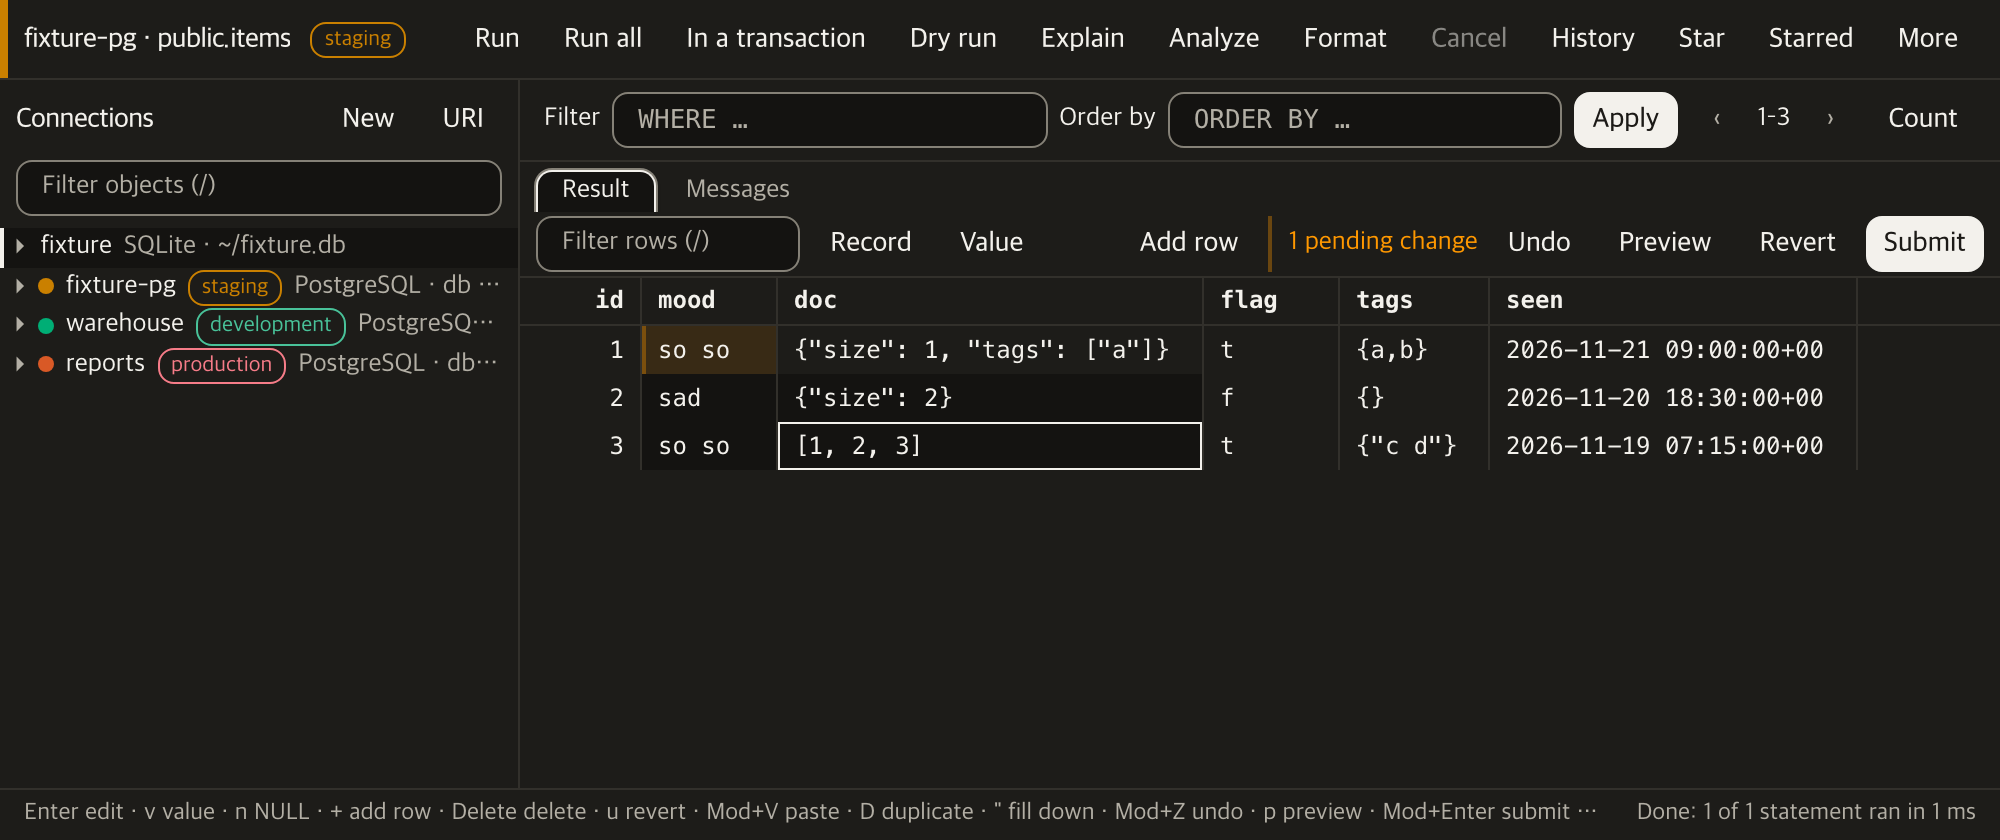 fixture-pg · public.items staging Run Run all In a transaction Dry run Explain Analyze Format Cancel History Star Starred More
Connections New URI
Filter WHERE … Order by ORDER BY … Apply ‹ 1-3 › Count
Filter objects (/)
Result Messages
fixture SQLite · ~/fixture.db
Filter rows (/) Record Value Add row 1 pending change Undo Preview Revert Submit
fixture-pg staging PostgreSQL · db ⋯
warehouse development PostgreSQ⋯
reports production PostgreSQL · db⋯
id mood doc flag tags seen
1 so so {"size": 1, "tags": ["a"]} t {a,b} 2026-11-21 09:00:00+00
2 sad {"size": 2} f {} 2026-11-20 18:30:00+00
3 so so [1, 2, 3] t {"c d"} 2026-11-19 07:15:00+00
Enter edit · v value · n NULL · + add row · Delete delete · u revert · Mod+V paste · D duplicate · " fill down · Mod+Z undo · p preview · Mod+Enter submit ⋯ Done: 1 of 1 statement ran in 1 ms